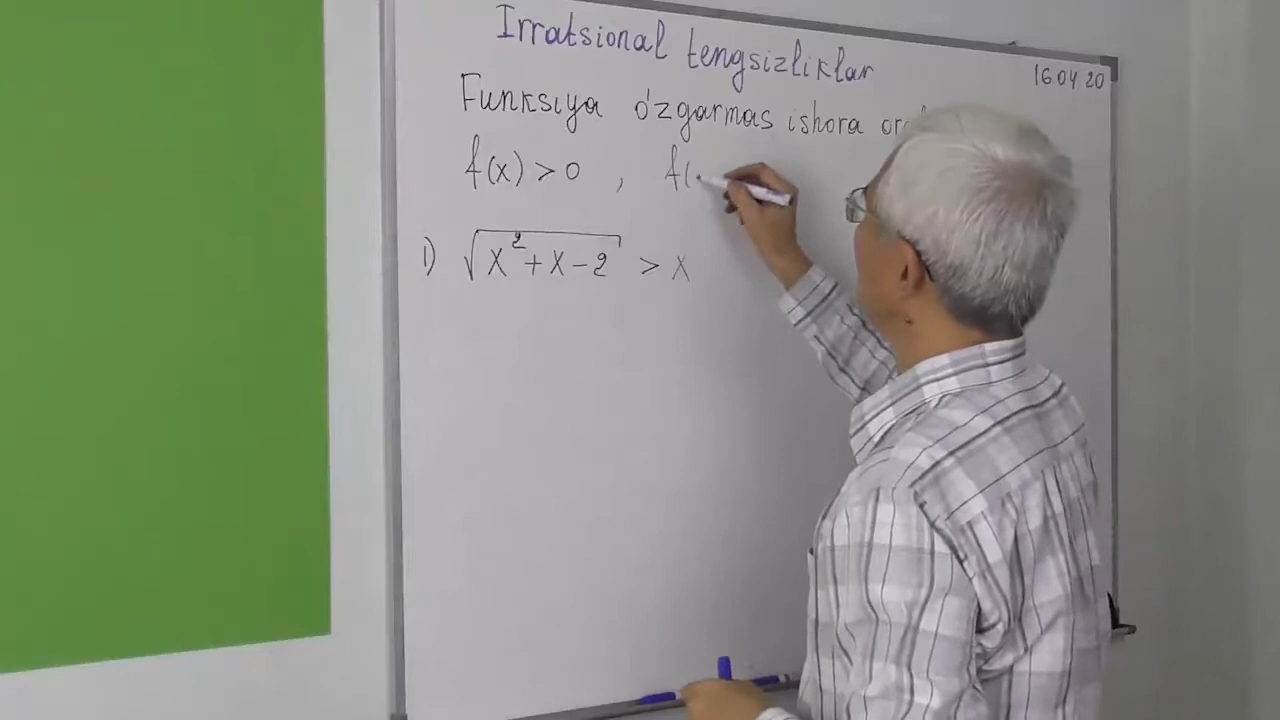 Irratsional tengsizliklar
16.04 20
Funksiya o'zgarmas ishora
f(x) > 0 , f(
1) √(x²+x-2) > x